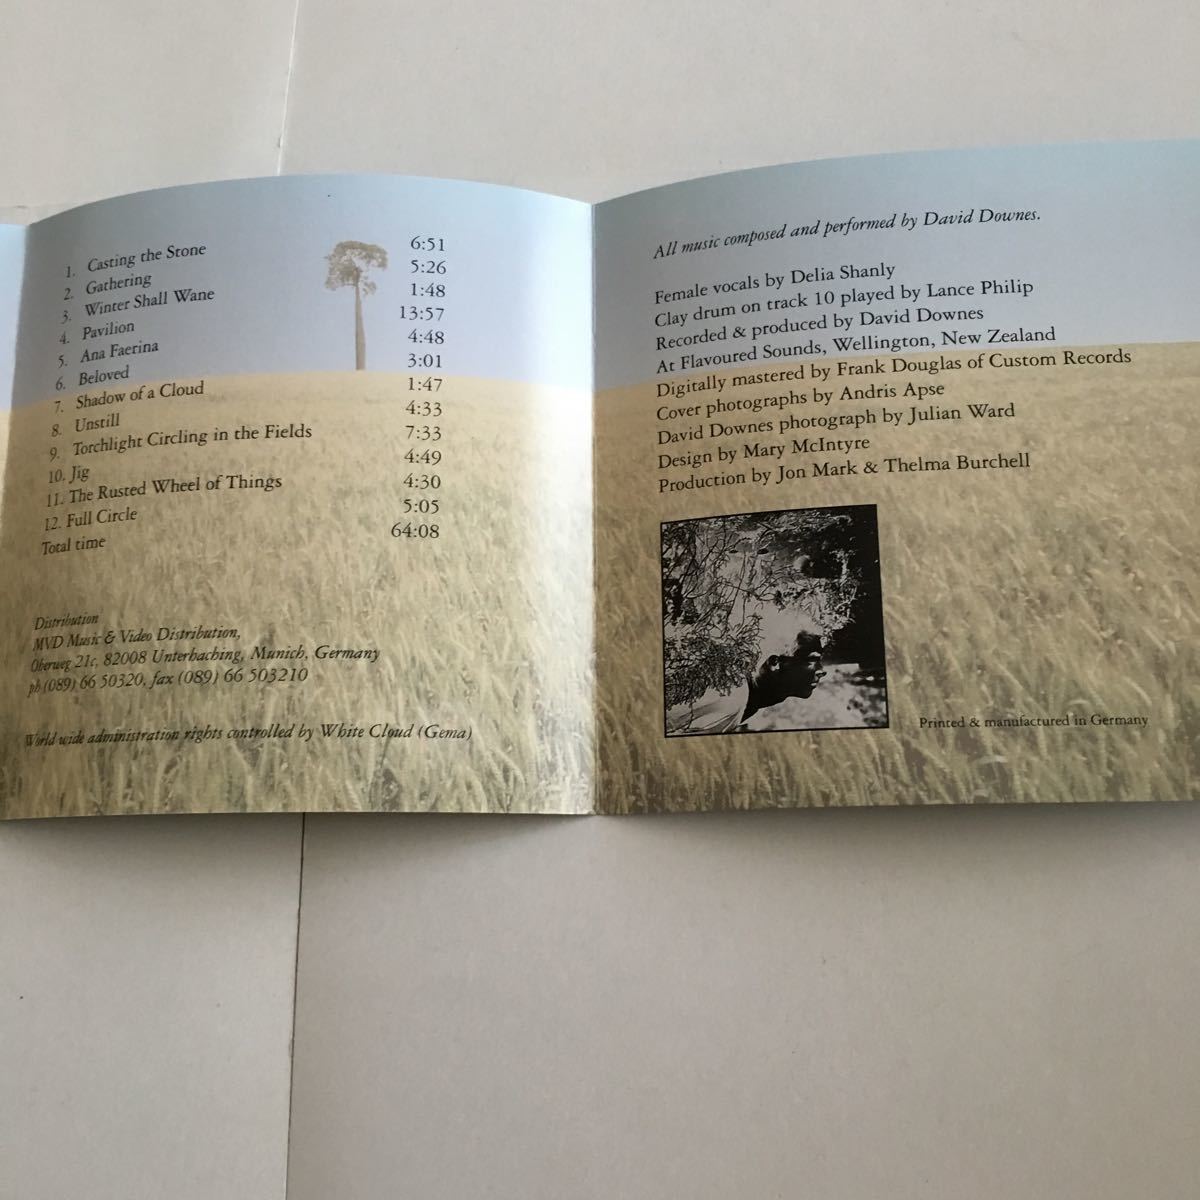 1. Casting the Stone 6:51
2. Gathering 5:26
3. Winter Shall Wane 1:48
4. Pavilion 13:57
5. Ana Faerina 4:48
6. Beloved 3:01
7. Shadow of a Cloud 1:47
8. Unstill 4:33
9. Torchlight Circling in the Fields 7:33
10. Jig 4:49
11. The Rusted Wheel of Things 4:30
12. Full Circle 5:05
Total time 64:08
Distribution
MVD Music & Video Distribution,
Oberweg 21c, 82008 Unterhaching, Munich, Germany
ph (089) 66 50320, fax (089) 66 503210
World wide administration rights controlled by White Cloud (Gema)
All music composed and performed by David Downes.
Female vocals by Delia Shanly
Clay drum on track 10 played by Lance Philip
Recorded & produced by David Downes
At Flavoured Sounds, Wellington, New Zealand
Digitally mastered by Frank Douglas of Custom Records
Cover photographs by Andris Apse
David Downes photograph by Julian Ward
Design by Mary McIntyre
Production by Jon Mark & Thelma Burchell
Printed & manufactured in Germany